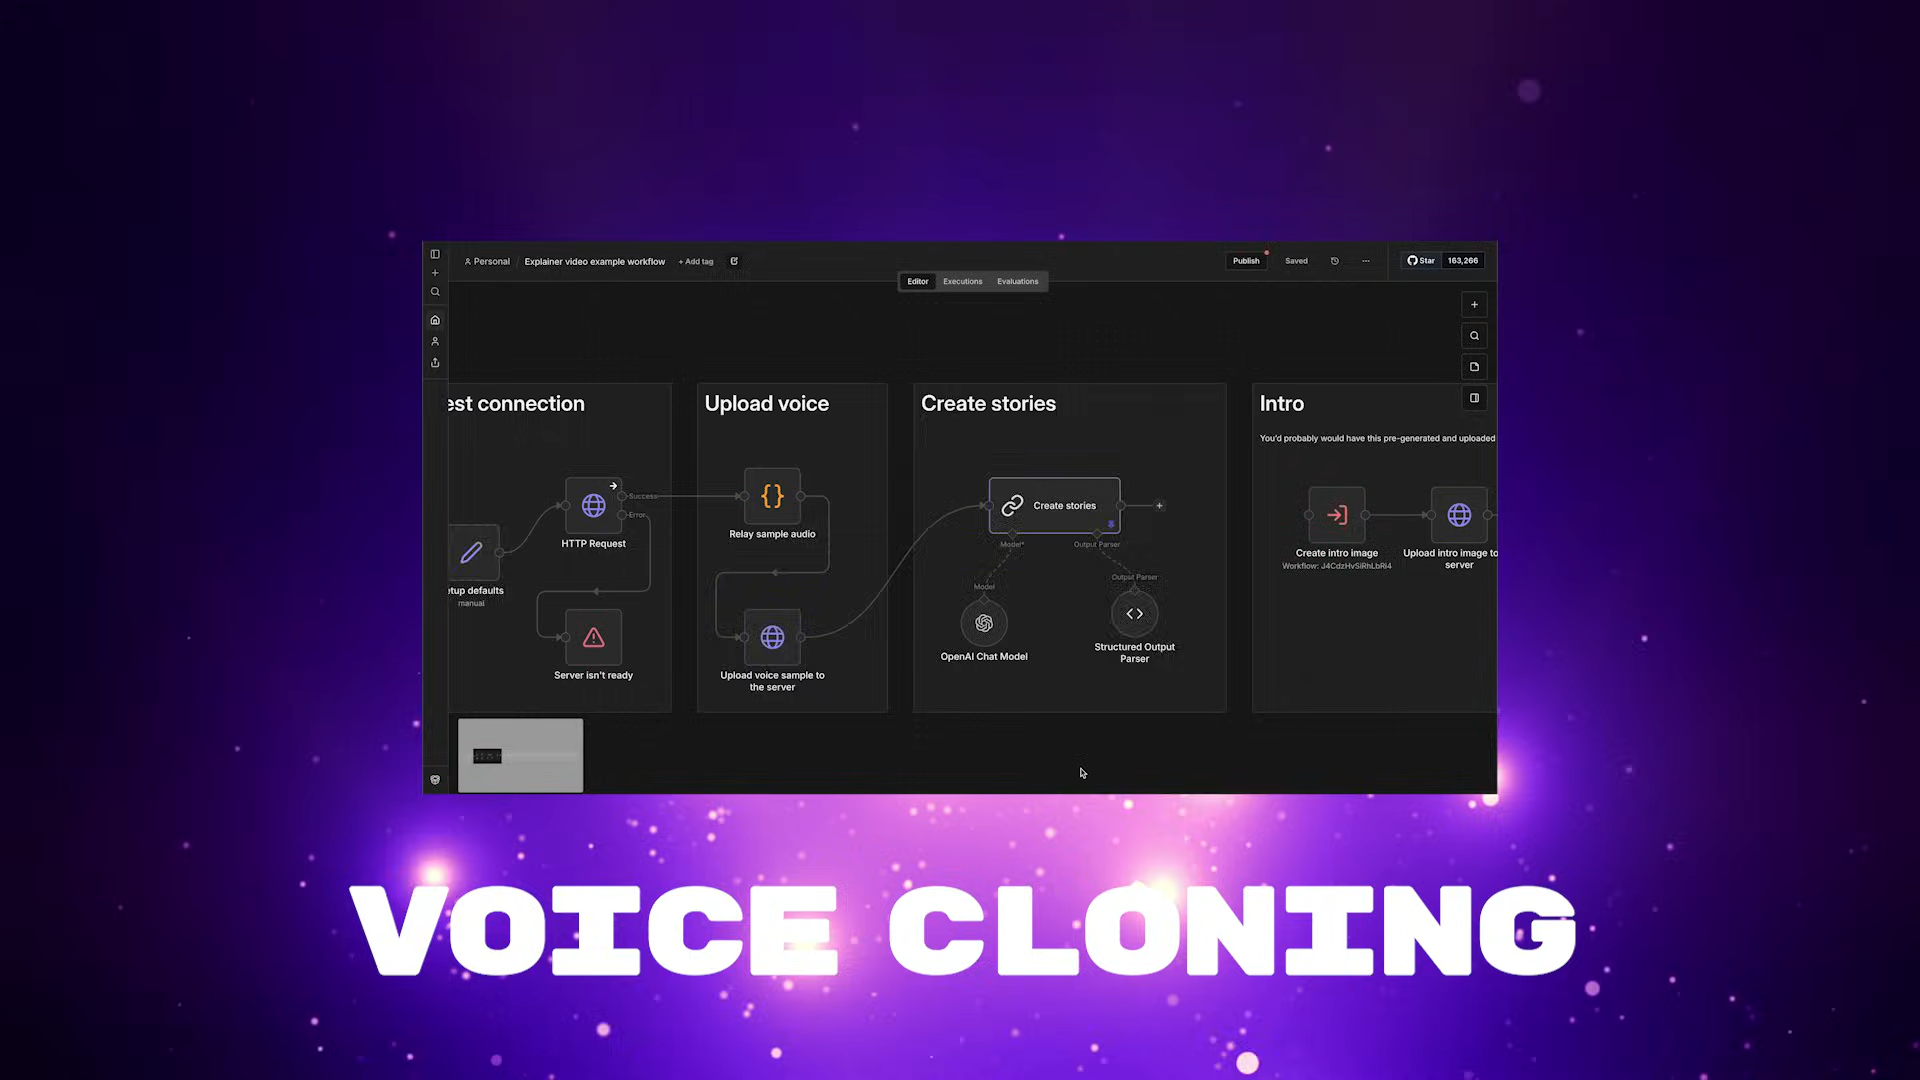 Personal / Explainer video example workflow + Add tag
Publish Saved ... Star 163,266
Editor Executions Evaluations
est connection
Upload voice
Create stories
Intro
You'd probably would have this pre-generated and uploaded
Success
Error
HTTP Request
etup defaults
manual
Server isn't ready
Relay sample audio
Upload voice sample to
the server
Create stories
Model*
Output Parser
Model
Output Parser
OpenAI Chat Model
Structured Output
Parser
Create intro image
Upload intro image to
server
VOICE CLONING